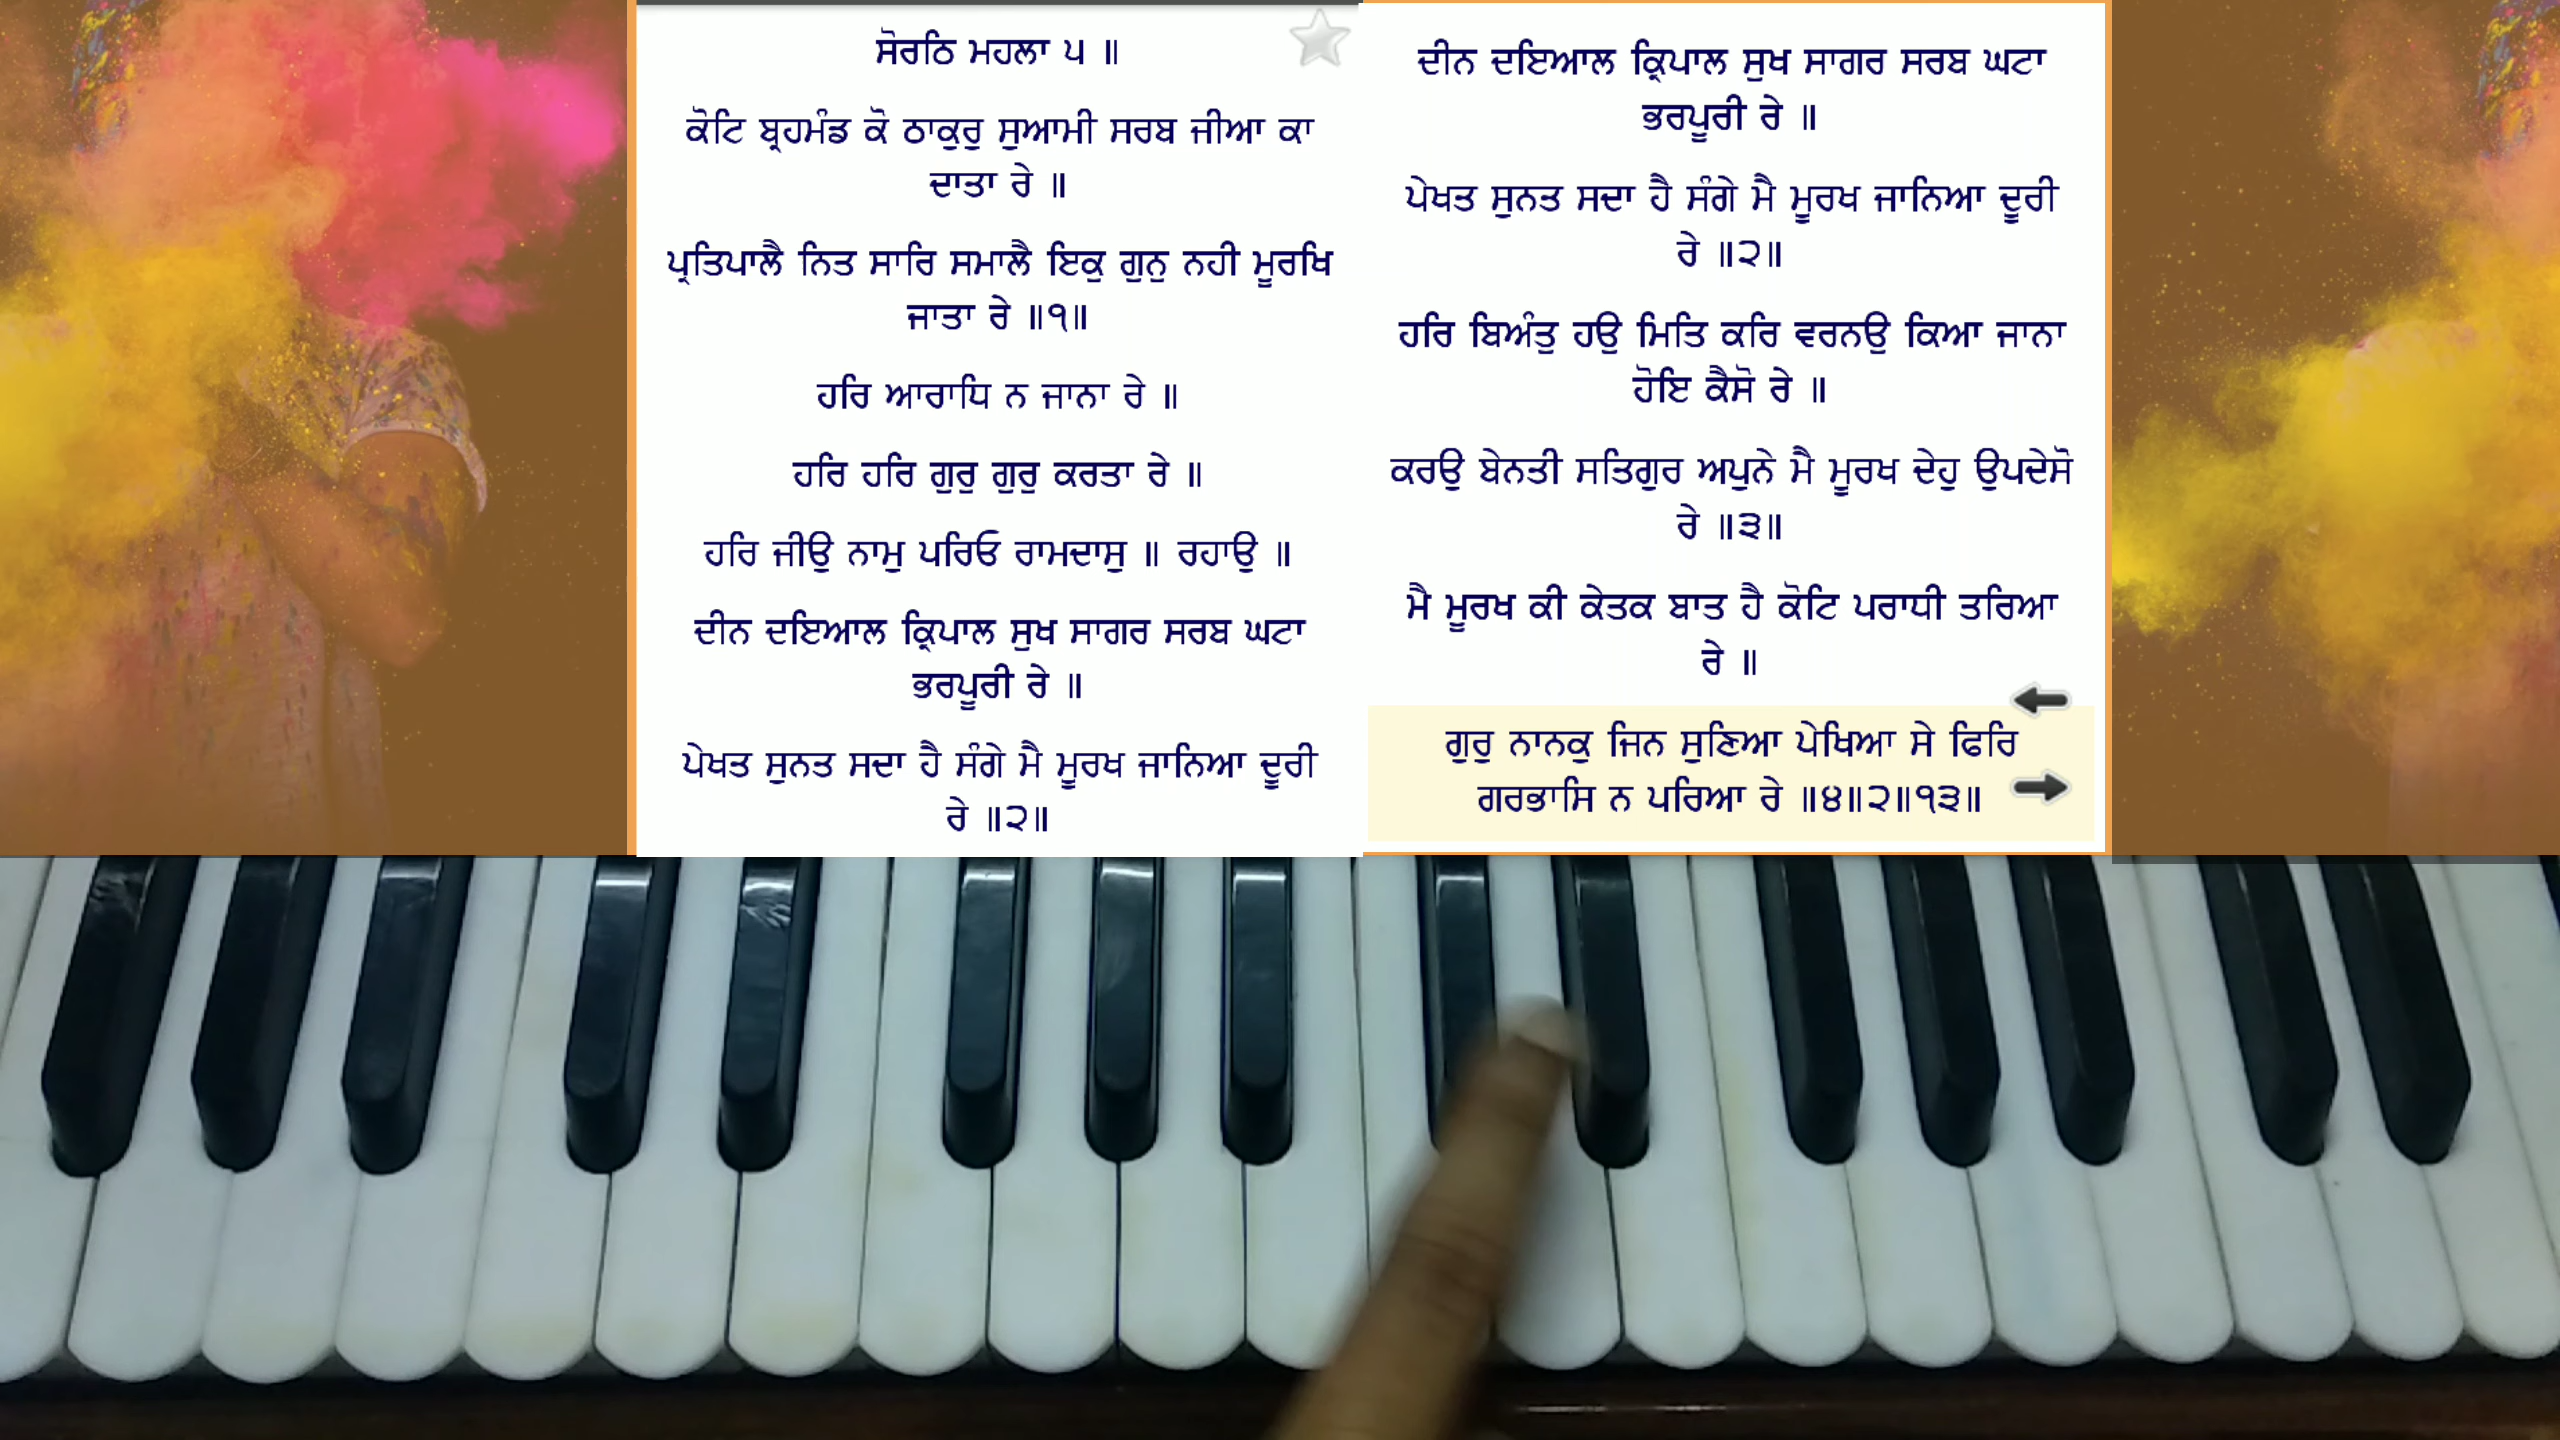 ਸੋਰਠਿ ਮਹਲਾ ੫ ॥
ਕੋਟਿ ਬ੍ਰਹਮੰਡ ਕੋ ਠਾਕੁਰੁ ਸੁਆਮੀ ਸਰਬ ਜੀਆ ਕਾ
ਦਾਤਾ ਰੇ ॥
ਪ੍ਰਤਿਪਾਲੈ ਨਿਤ ਸਾਰਿ ਸਮਾਲੈ ਇਕੁ ਗੁਨੁ ਨਹੀ ਮੂਰਖਿ
ਜਾਤਾ ਰੇ ॥੧॥
ਹਰਿ ਆਰਾਧਿ ਨ ਜਾਨਾ ਰੇ ॥
ਹਰਿ ਹਰਿ ਗੁਰੁ ਗੁਰੁ ਕਰਤਾ ਰੇ ॥
ਹਰਿ ਜੀਉ ਨਾਮੁ ਪਰਿਓ ਰਾਮਦਾਸੁ ॥ ਰਹਾਉ ॥
ਦੀਨ ਦਇਆਲ ਕ੍ਰਿਪਾਲ ਸੁਖ ਸਾਗਰ ਸਰਬ ਘਟਾ
ਭਰਪੂਰੀ ਰੇ ॥
ਪੇਖਤ ਸੁਨਤ ਸਦਾ ਹੈ ਸੰਗੇ ਮੈ ਮੂਰਖ ਜਾਨਿਆ ਦੂਰੀ
ਰੇ ॥੨॥
ਦੀਨ ਦਇਆਲ ਕ੍ਰਿਪਾਲ ਸੁਖ ਸਾਗਰ ਸਰਬ ਘਟਾ
ਭਰਪੂਰੀ ਰੇ ॥
ਪੇਖਤ ਸੁਨਤ ਸਦਾ ਹੈ ਸੰਗੇ ਮੈ ਮੂਰਖ ਜਾਨਿਆ ਦੂਰੀ
ਰੇ ॥੨॥
ਹਰਿ ਬਿਅੰਤੁ ਹਉ ਮਿਤਿ ਕਰਿ ਵਰਨਉ ਕਿਆ ਜਾਨਾ
ਹੋਇ ਕੈਸੋ ਰੇ ॥
ਕਰਉ ਬੇਨਤੀ ਸਤਿਗੁਰ ਅਪੁਨੇ ਮੈ ਮੂਰਖ ਦੇਹੁ ਉਪਦੇਸੋ
ਰੇ ॥੩॥
ਮੈ ਮੂਰਖ ਕੀ ਕੇਤਕ ਬਾਤ ਹੈ ਕੋਟਿ ਪਰਾਧੀ ਤਰਿਆ
ਰੇ ॥
ਗੁਰੁ ਨਾਨਕੁ ਜਿਨ ਸੁਣਿਆ ਪੇਖਿਆ ਸੇ ਫਿਰਿ
ਗਰਭਾਸਿ ਨ ਪਰਿਆ ਰੇ ॥੪॥੨॥੧੩॥